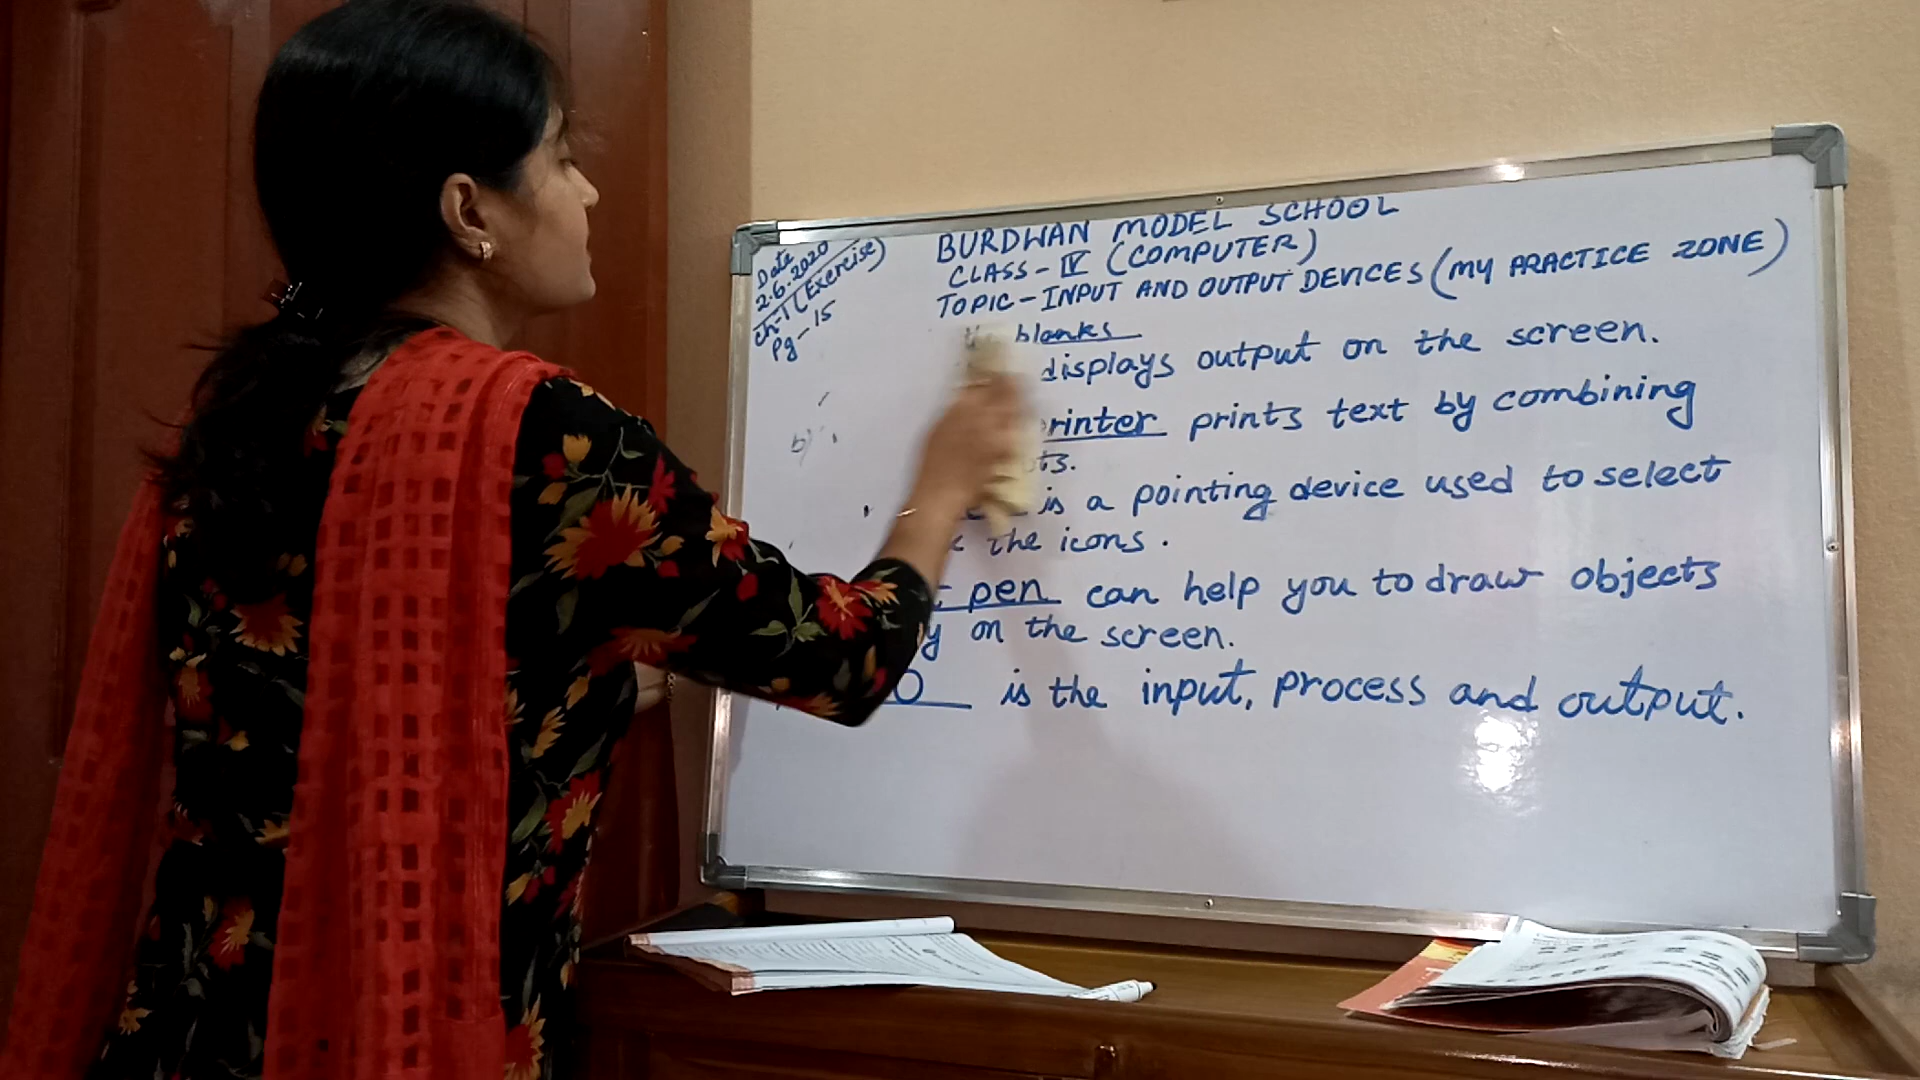 Date
2.6.2020
Ch-1 (Exercise)
Pg-15
BURDWAN MODEL SCHOOL
CLASS-IV (COMPUTER)
TOPIC-INPUT AND OUTPUT DEVICES (MY PRACTICE ZONE)
blanks
displays output on the screen.
rinter prints text by combining
ts.
is a pointing device used to select
the icons.
pen can help you to draw objects
y on the screen.
O is the input, process and output.
b)